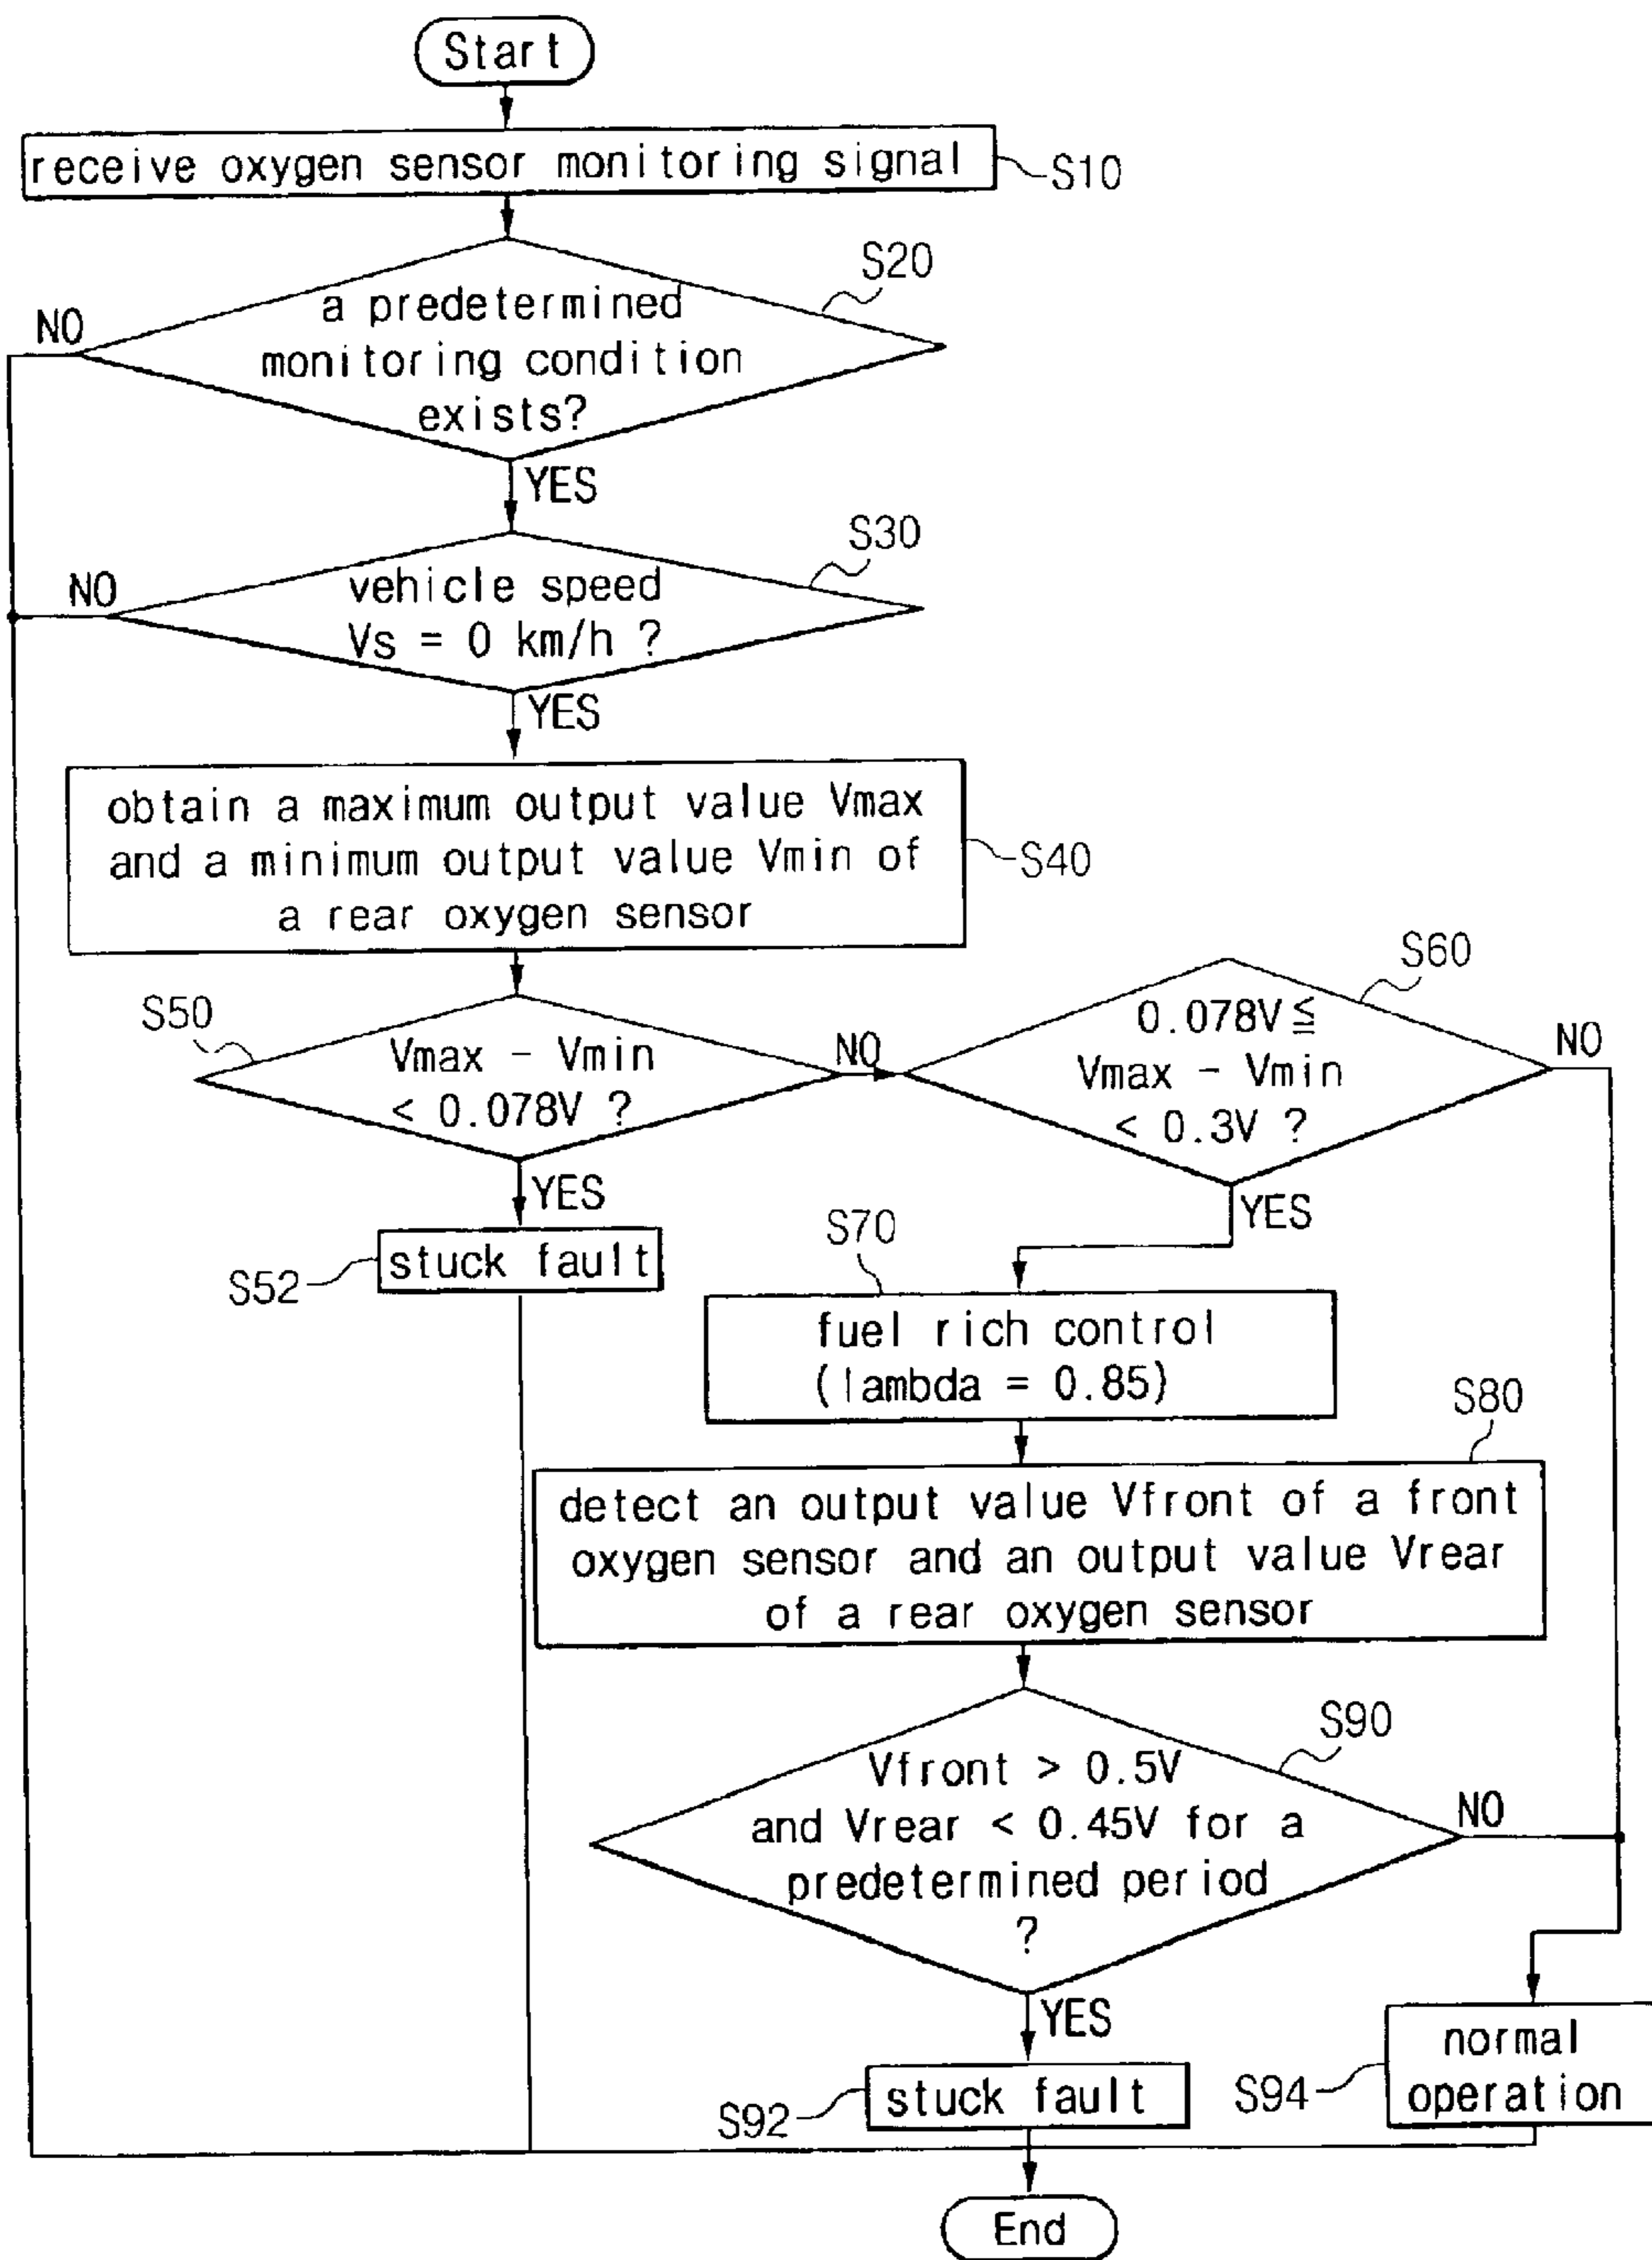 Start
receive oxygen sensor monitoring signal
S10
S20
a predetermined
monitoring condition
exists?
NO
YES
S30
vehicle speed
Vs = 0 km/h ?
NO
YES
obtain a maximum output value Vmax
and a minimum output value Vmin of
a rear oxygen sensor
S40
S50
Vmax - Vmin
< 0.078V ?
NO
YES
S60
0.078V≦
Vmax - Vmin
< 0.3V ?
NO
YES
S52
stuck fault
S70
fuel rich control
(lambda = 0.85)
S80
detect an output value Vfront of a front
oxygen sensor and an output value Vrear
of a rear oxygen sensor
S90
Vfront > 0.5V
and Vrear < 0.45V for a
predetermined period
?
NO
YES
S92
stuck fault
S94
normal
operation
End